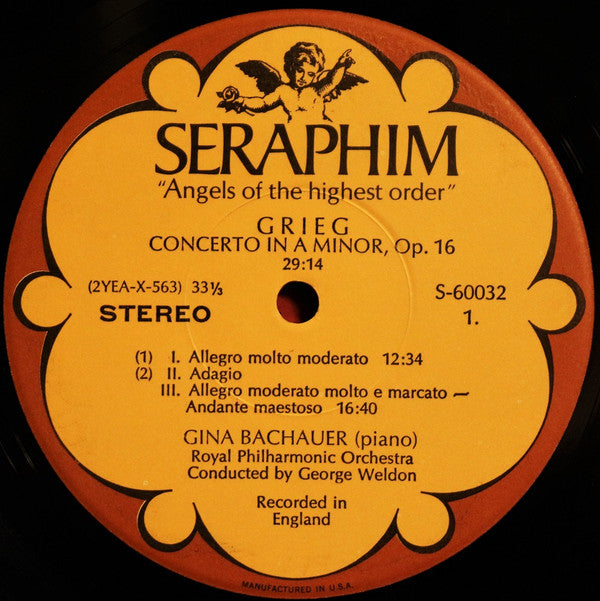 SERAPHIM
"Angels of the highest order"
GRIEG
CONCERTO IN A MINOR, Op. 16
29:14
(2YEA-X-563) 33⅓
S-60032
STEREO
1.
(1) I. Allegro molto moderato 12:34
(2) II. Adagio
III. Allegro moderato molto e marcato ~
Andante maestoso 16:40
GINA BACHAUER (piano)
Royal Philharmonic Orchestra
Conducted by George Weldon
Recorded in
England
MANUFACTURED IN U.S.A.